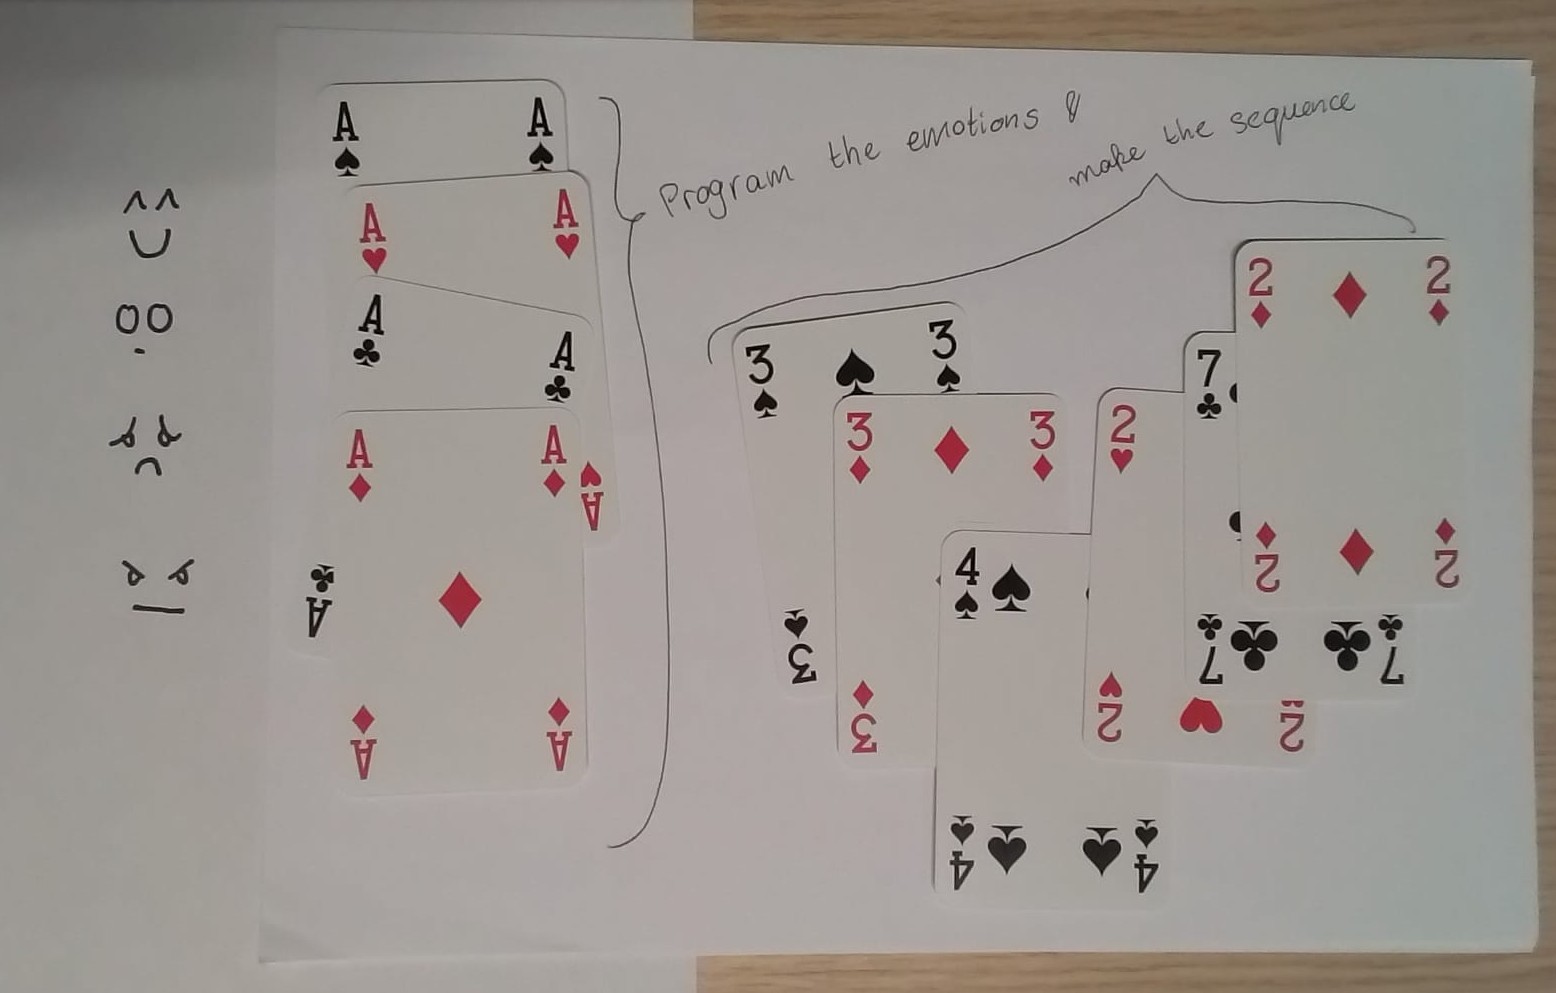 Program the emotions &
make the sequence
A A
A A
A A
A A
A
A
A A
3 3
3
3 3
3
4
4 4
2
2 2
7
7 7
2 2
2 2